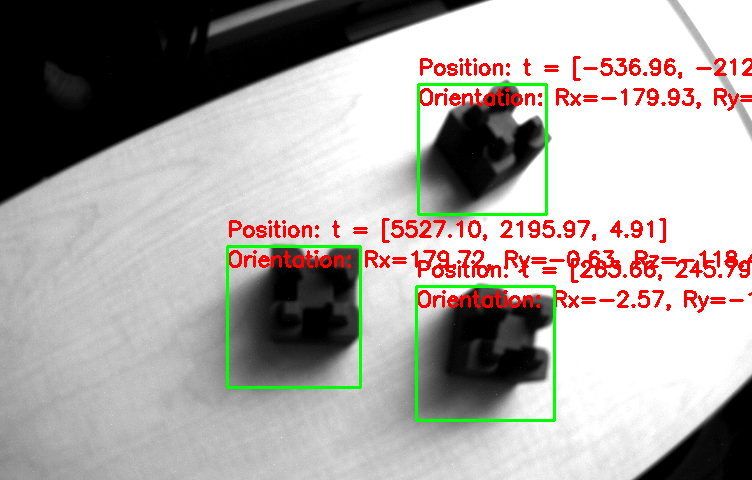 Position: t = [-536.96, -212
Orientation: Rx=-179.93, Ry=
Position: t = [5527.10, 2195.97, 4.91]
Orientation: Rx=179.72, Ry=-0.63, Rz=-118.
Position: t = [263.66, 245.79
Orientation: Rx=-2.57, Ry=-1